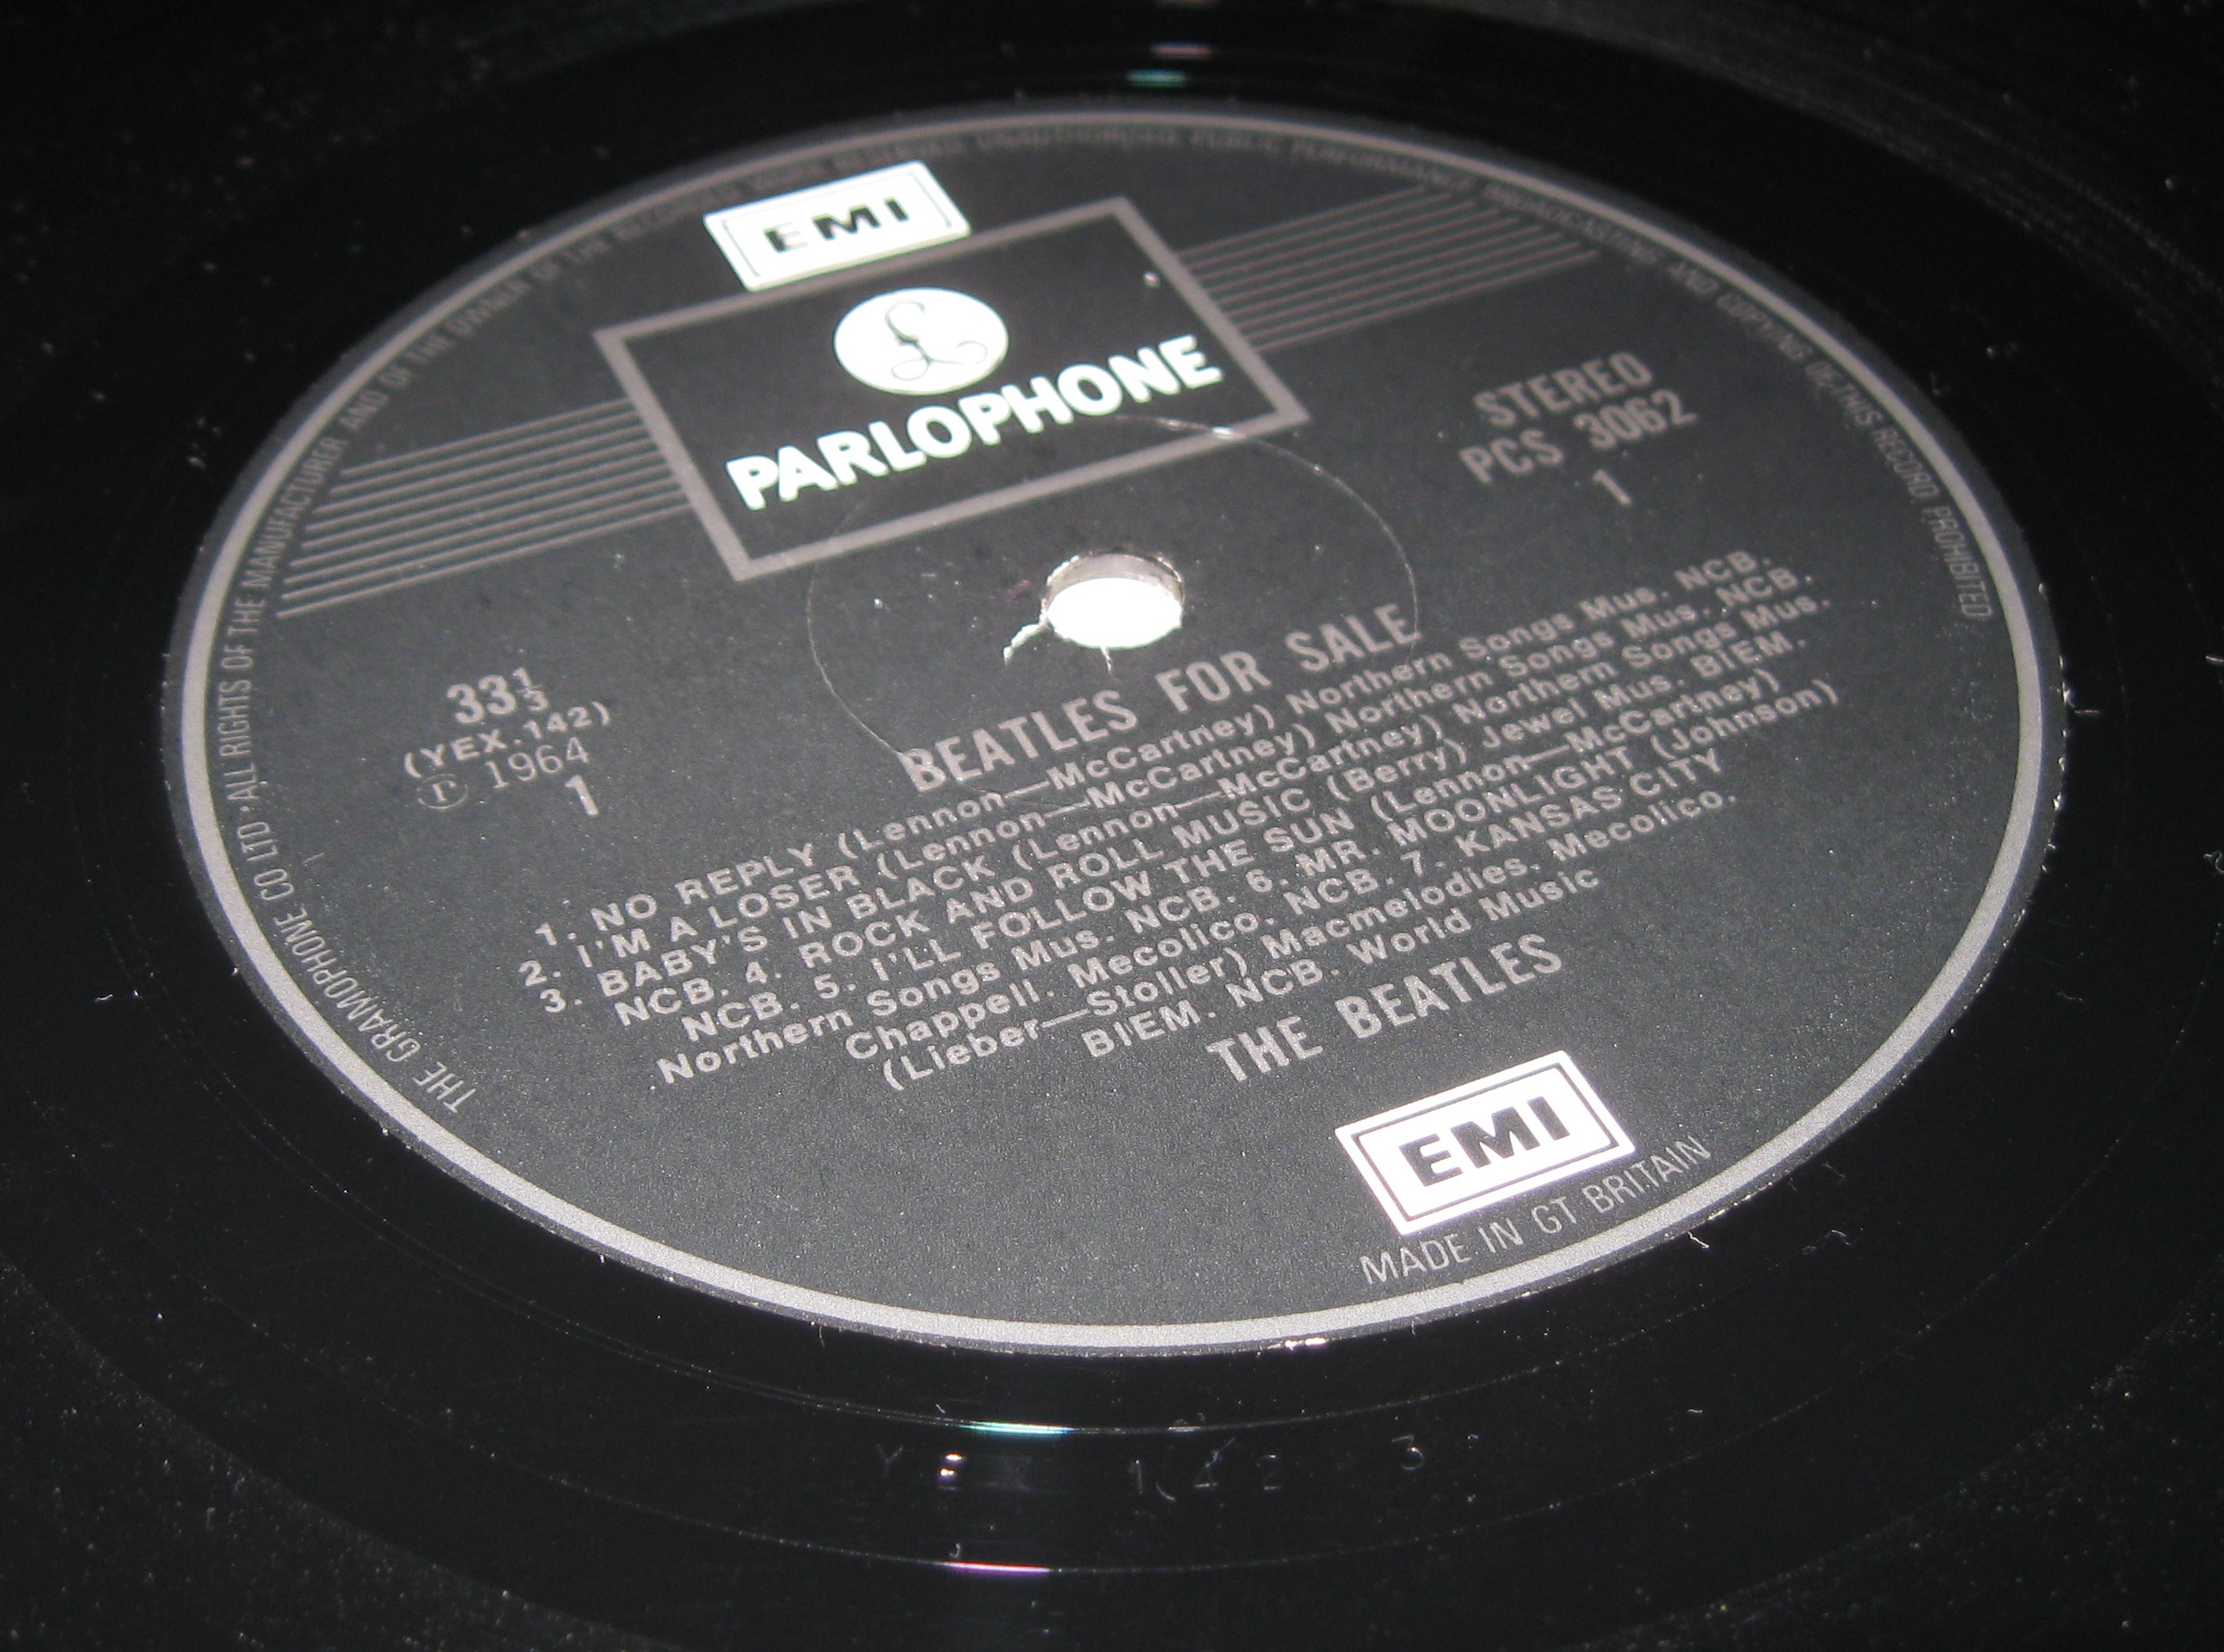 THE GRAMOPHONE CO LTD · ALL RIGHTS OF THE MANUFACTURER AND OF THE OWNER OF THE RECORDED WORK RESERVED UNAUTHORISED PUBLIC PERFORMANCE BROADCASTING AND COPYING OF THIS RECORD PROHIBITED
EMI
£
PARLOPHONE
STEREO
PCS 3062
1
33⅓
(YEX.142)
Ⓟ 1964
1
BEATLES FOR SALE
1. NO REPLY (Lennon—McCartney) Northern Songs Mus. NCB.
2. I'M A LOSER (Lennon—McCartney) Northern Songs Mus. NCB.
3. BABY'S IN BLACK (Lennon—McCartney) Northern Songs Mus.
NCB. 4. ROCK AND ROLL MUSIC (Berry) Jewel Mus. BIEM.
NCB. 5. I'LL FOLLOW THE SUN (Lennon—McCartney)
Northern Songs Mus. NCB. 6. MR. MOONLIGHT (Johnson)
Chappell. Mecolico. NCB. 7. KANSAS CITY
(Lieber—Stoller) Macmelodies. Mecolico.
BIEM. NCB. World Music
THE BEATLES
EMI
MADE IN GT BRITAIN
YEX 142 3